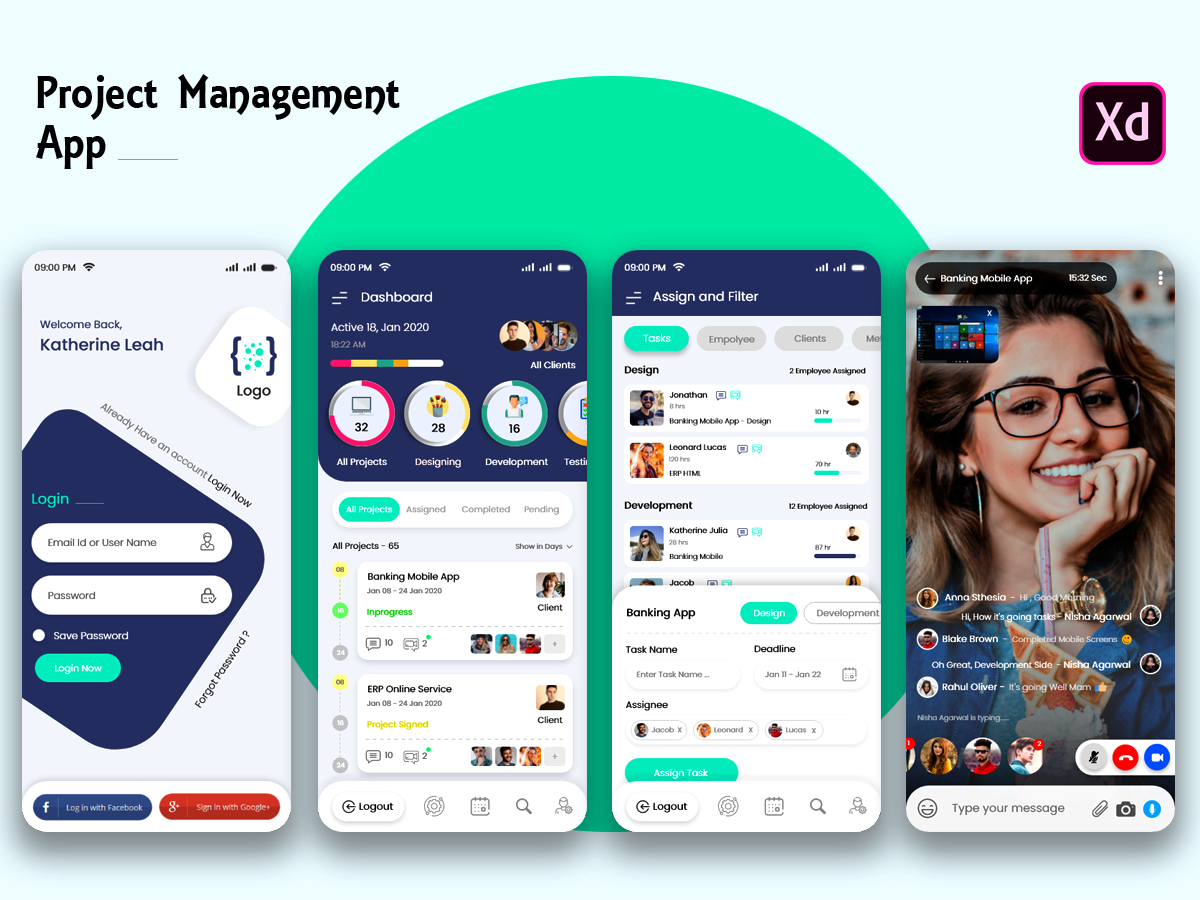 Project Management
App
Xd
09:00 PM
Welcome Back,
Katherine Leah
{ }
Logo
Already Have an account Login Now
Login
Email Id or User Name
Password
Save Password
Login Now
Forgot Password ?
f Log in with Facebook
g+ Sign in with Google+
09:00 PM
Dashboard
Active 18, Jan 2020
18:22 AM
All Clients
32
28
16
All Projects
Designing
Development
Testin
All Projects
Assigned
Completed
Pending
All Projects - 65
Show in Days
08
Banking Mobile App
Jan 08 - 24 Jan 2020
Client
16
Inprogress
10
2
+
24
08
ERP Online Service
Jan 08 - 24 Jan 2020
Client
16
Project Signed
10
2
+
24
Logout
09:00 PM
Assign and Filter
Tasks
Empolyee
Clients
Me
Design
2 Employee Assigned
Jonathan
8 hrs
Banking Mobile App - Design
10 hr
Leonard Lucas
120 hrs
ERP HTML
70 hr
Development
12 Employee Assigned
Katherine Julia
28 hrs
Banking Mobile
87 hr
Jacob
Banking App
Design
Development
Task Name
Deadline
Enter Task Name ...
Jan 11 - Jan 22
Assignee
Jacob X
Leonard X
Lucas X
Assign Task
Logout
Banking Mobile App
15:32 Sec
X
Anna Sthesia - Hi , Good Morning
Hi, How it's going tasks - Nisha Agarwal
Blake Brown - Completed Mobile Screens
Oh Great, Development Side - Nisha Agarwal
Rahul Oliver - It's going Well Mam
Nisha Agarwal is typing.....
1
2
Type your message